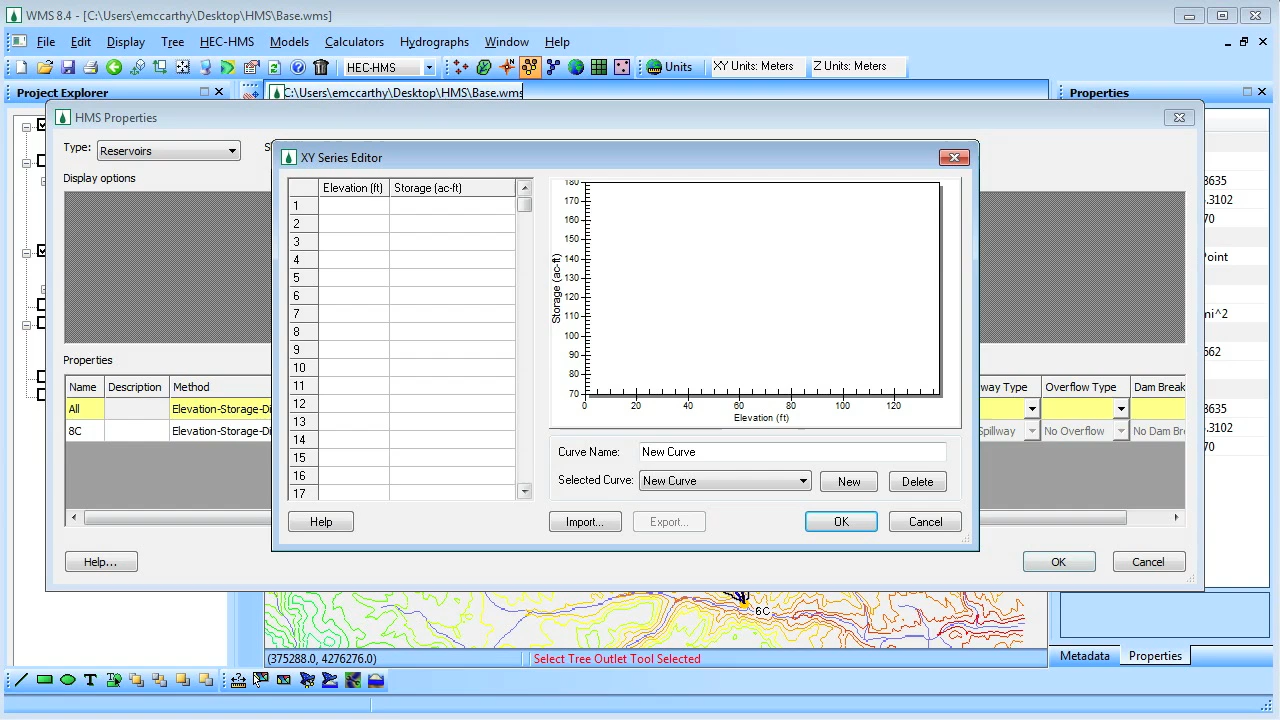 WMS 8.4 - [C:\Users\emccarthy\Desktop\HMS\Base.wms]
File Edit Display Tree HEC-HMS Models Calculators Hydrographs Window Help
HEC-HMS Units XY Units: Meters Z Units: Meters
Project Explorer C:\Users\emccarthy\Desktop\HMS\Base.wms Properties
HMS Properties
Type: Reservoirs S
Display options
XY Series Editor
Elevation (ft) Storage (ac-ft)
1
2
3
4
5
6
7
8
9
10
11
12
13
14
15
16
17
180
170
160
150
140
130
120
110
100
90
80
70
Storage (ac-ft)
0 20 40 60 80 100 120
Elevation (ft)
Curve Name: New Curve
Selected Curve: New Curve New Delete
Help Import... Export... OK Cancel
Properties
Name Description Method way Type Overflow Type Dam Break
All Elevation-Storage-Di
8C Elevation-Storage-Di Spillway No Overflow No Dam Bre
Help... OK Cancel
8635
.3102
70
Point
mi^2
662
8635
.3102
70
6C
(375288.0, 4276276.0) Select Tree Outlet Tool Selected
Metadata Properties
T